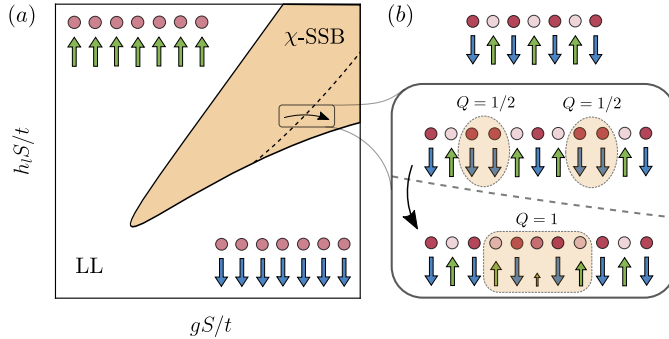 (a)
χ-SSB
LL
h_l S/t
gS/t
(b)
Q = 1/2
Q = 1/2
Q = 1